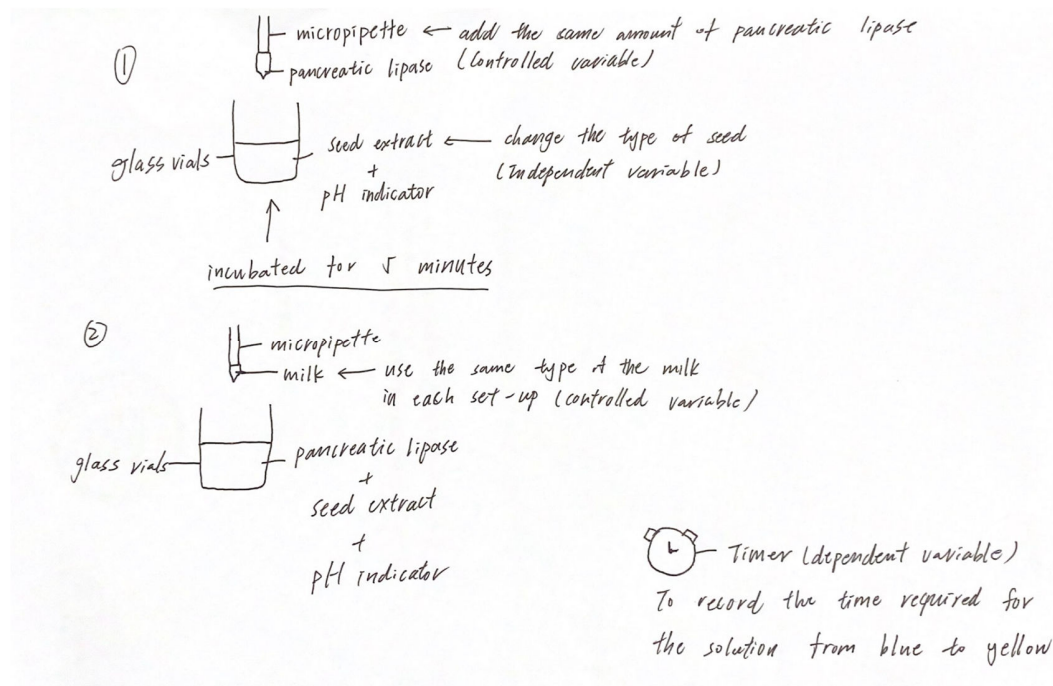 ①
micropipette ← add the same amount of pancreatic lipase
pancreatic lipase (Controlled variable)
glass vials
seed extract ← change the type of seed
+ (Independent variable)
pH indicator
incubated for 5 minutes
②
micropipette
milk ← use the same type of the milk
in each set-up (controlled variable)
glass vials
pancreatic lipase
+
seed extract
+
pH indicator
Timer (dependent variable)
To record the time required for
the solution from blue to yellow